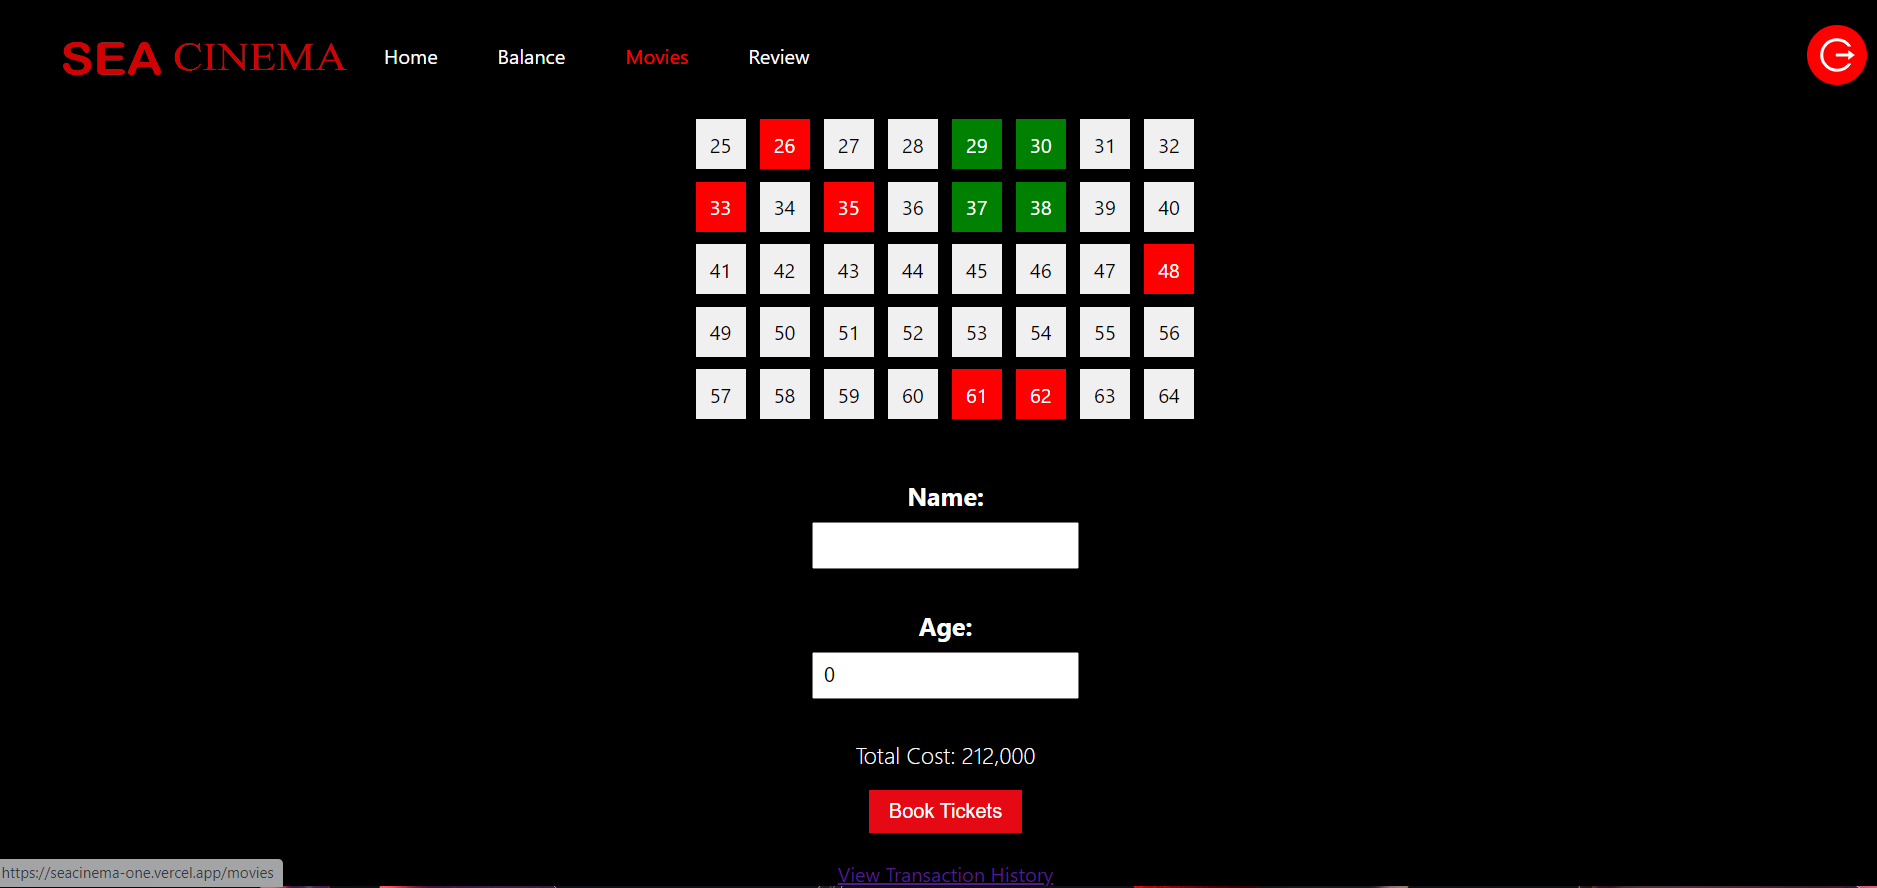 SEA CINEMA Home Balance Movies Review
25 26 27 28 29 30 31 32
33 34 35 36 37 38 39 40
41 42 43 44 45 46 47 48
49 50 51 52 53 54 55 56
57 58 59 60 61 62 63 64
Name:
Age:
0
Total Cost: 212,000
Book Tickets
https://seacinema-one.vercel.app/movies
View Transaction History